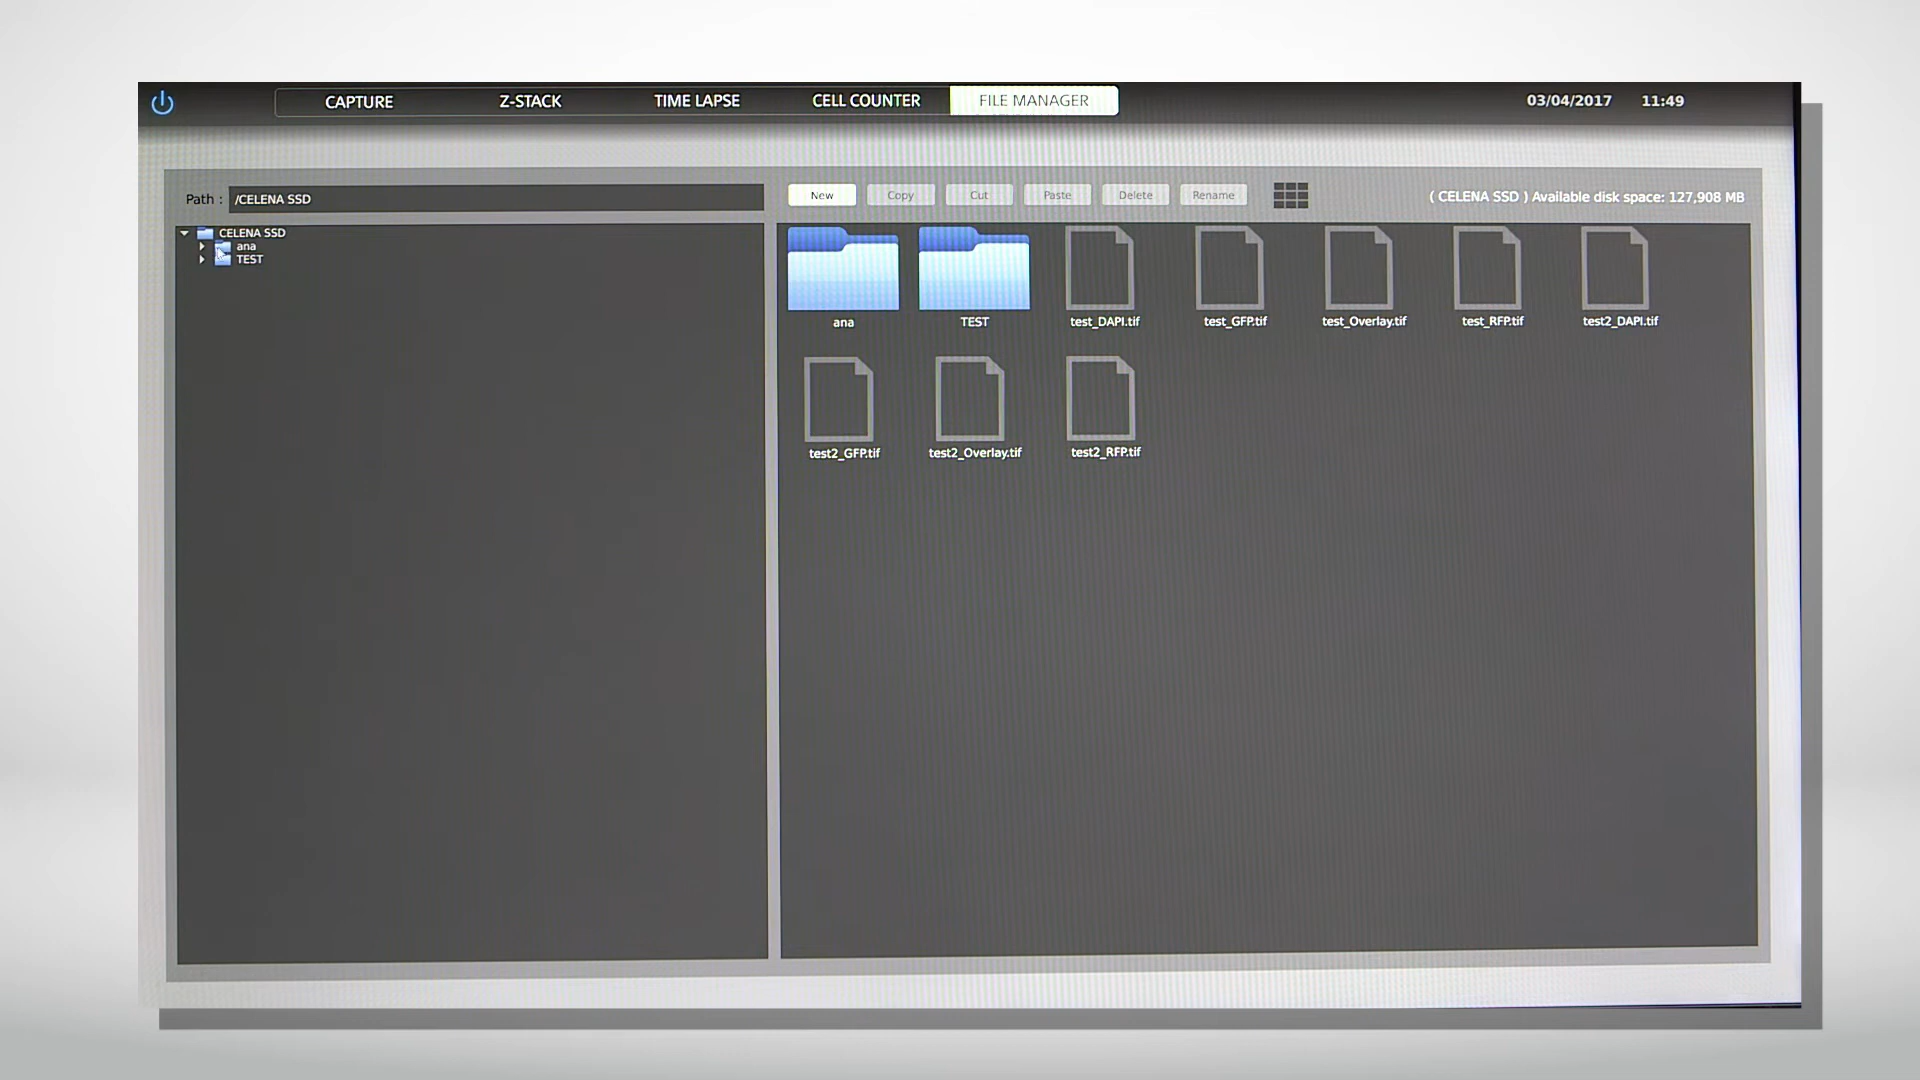 CAPTURE Z-STACK TIME LAPSE CELL COUNTER FILE MANAGER 03/04/2017 11:49
Path : /CELENA SSD New Copy Cut Paste Delete Rename ( CELENA SSD ) Available disk space: 127,908 MB
CELENA SSD
ana
TEST
ana TEST test_DAPI.tif test_GFP.tif test_Overlay.tif test_RFP.tif test2_DAPI.tif
test2_GFP.tif test2_Overlay.tif test2_RFP.tif